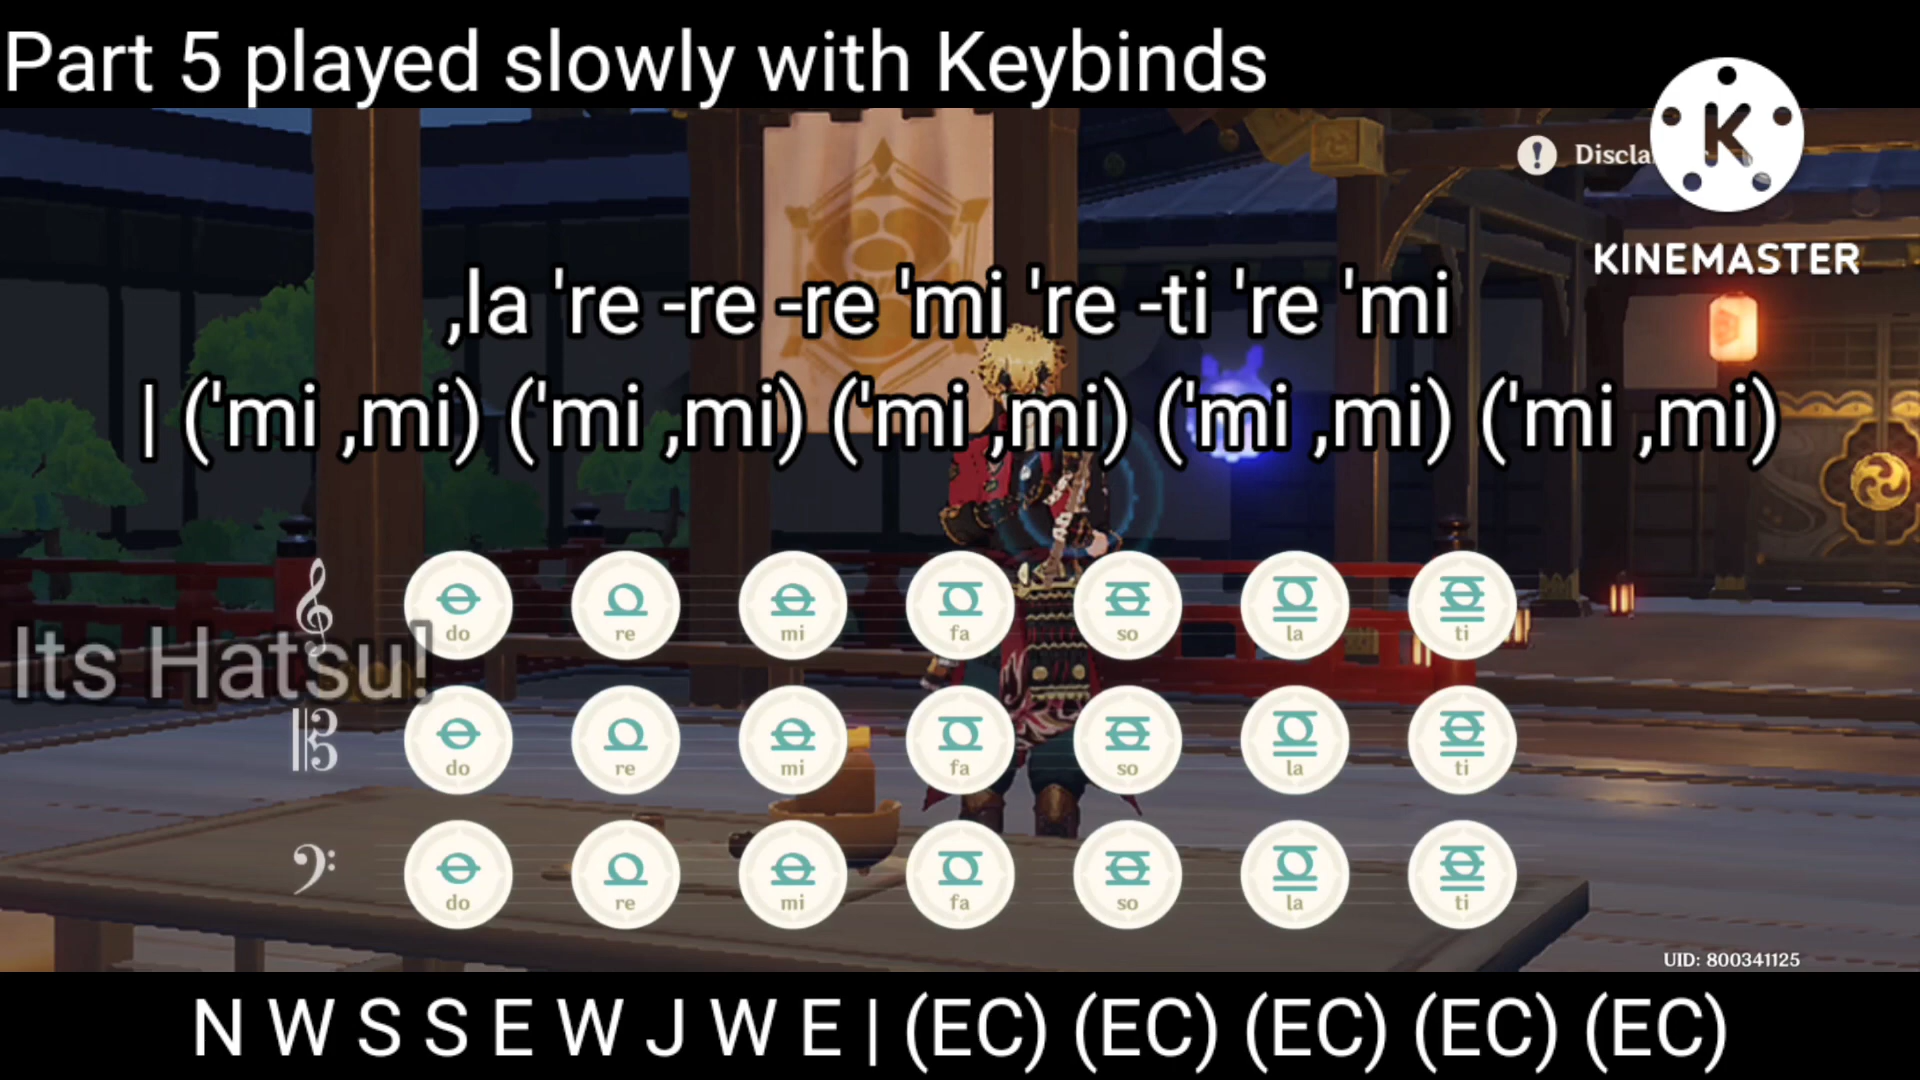 Part 5 played slowly with Keybinds
Discla
K
KINEMASTER
,la 're -re -re 'mi 're -ti 're 'mi
| ('mi ,mi) ('mi ,mi) ('mi ,mi) ('mi ,mi) ('mi ,mi)
Its Hatsu!
do re mi fa so la ti
do re mi fa so la ti
do re mi fa so la ti
UID: 800341125
N W S S E W J W E | (EC) (EC) (EC) (EC) (EC)